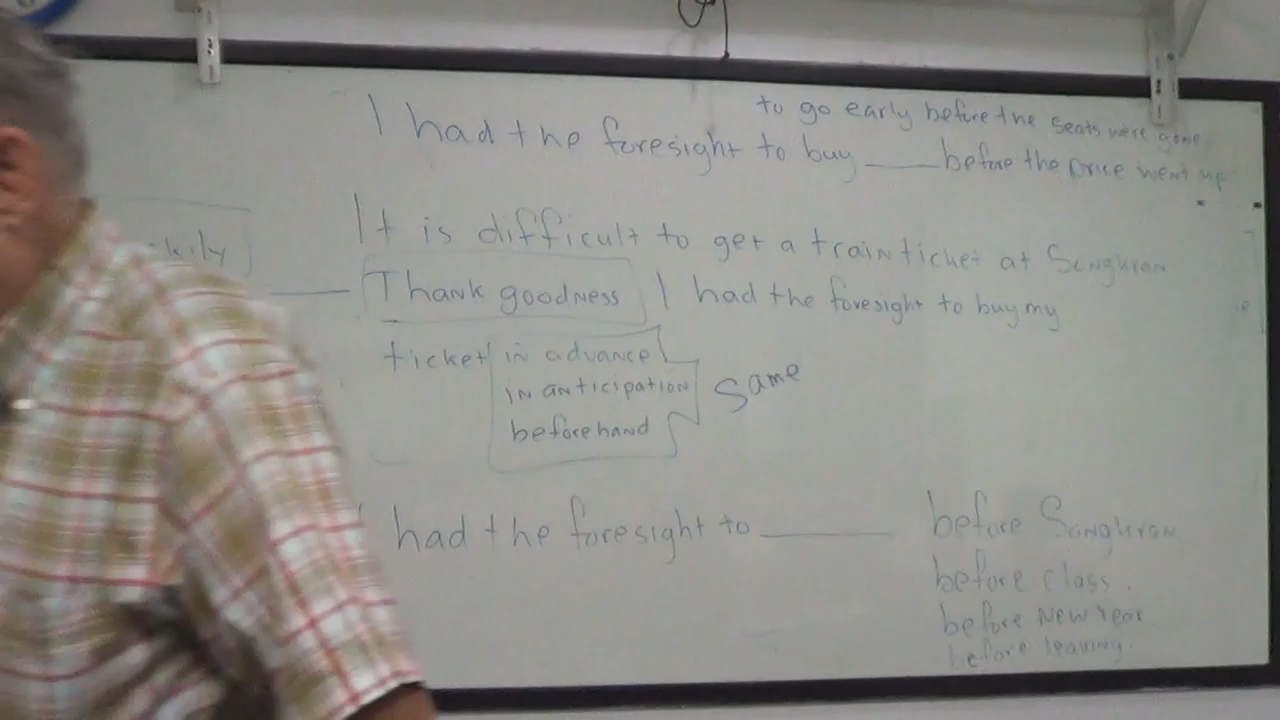 to go early before the seats were gone
I had the foresight to buy ____ before the price went up
It is difficult to get a train ticket at Songkran
Thank goodness I had the foresight to buy my
ticket in advance
in anticipation
beforehand
same
I had the foresight to ____ before Songkran
before class.
before New Year
before leaving.